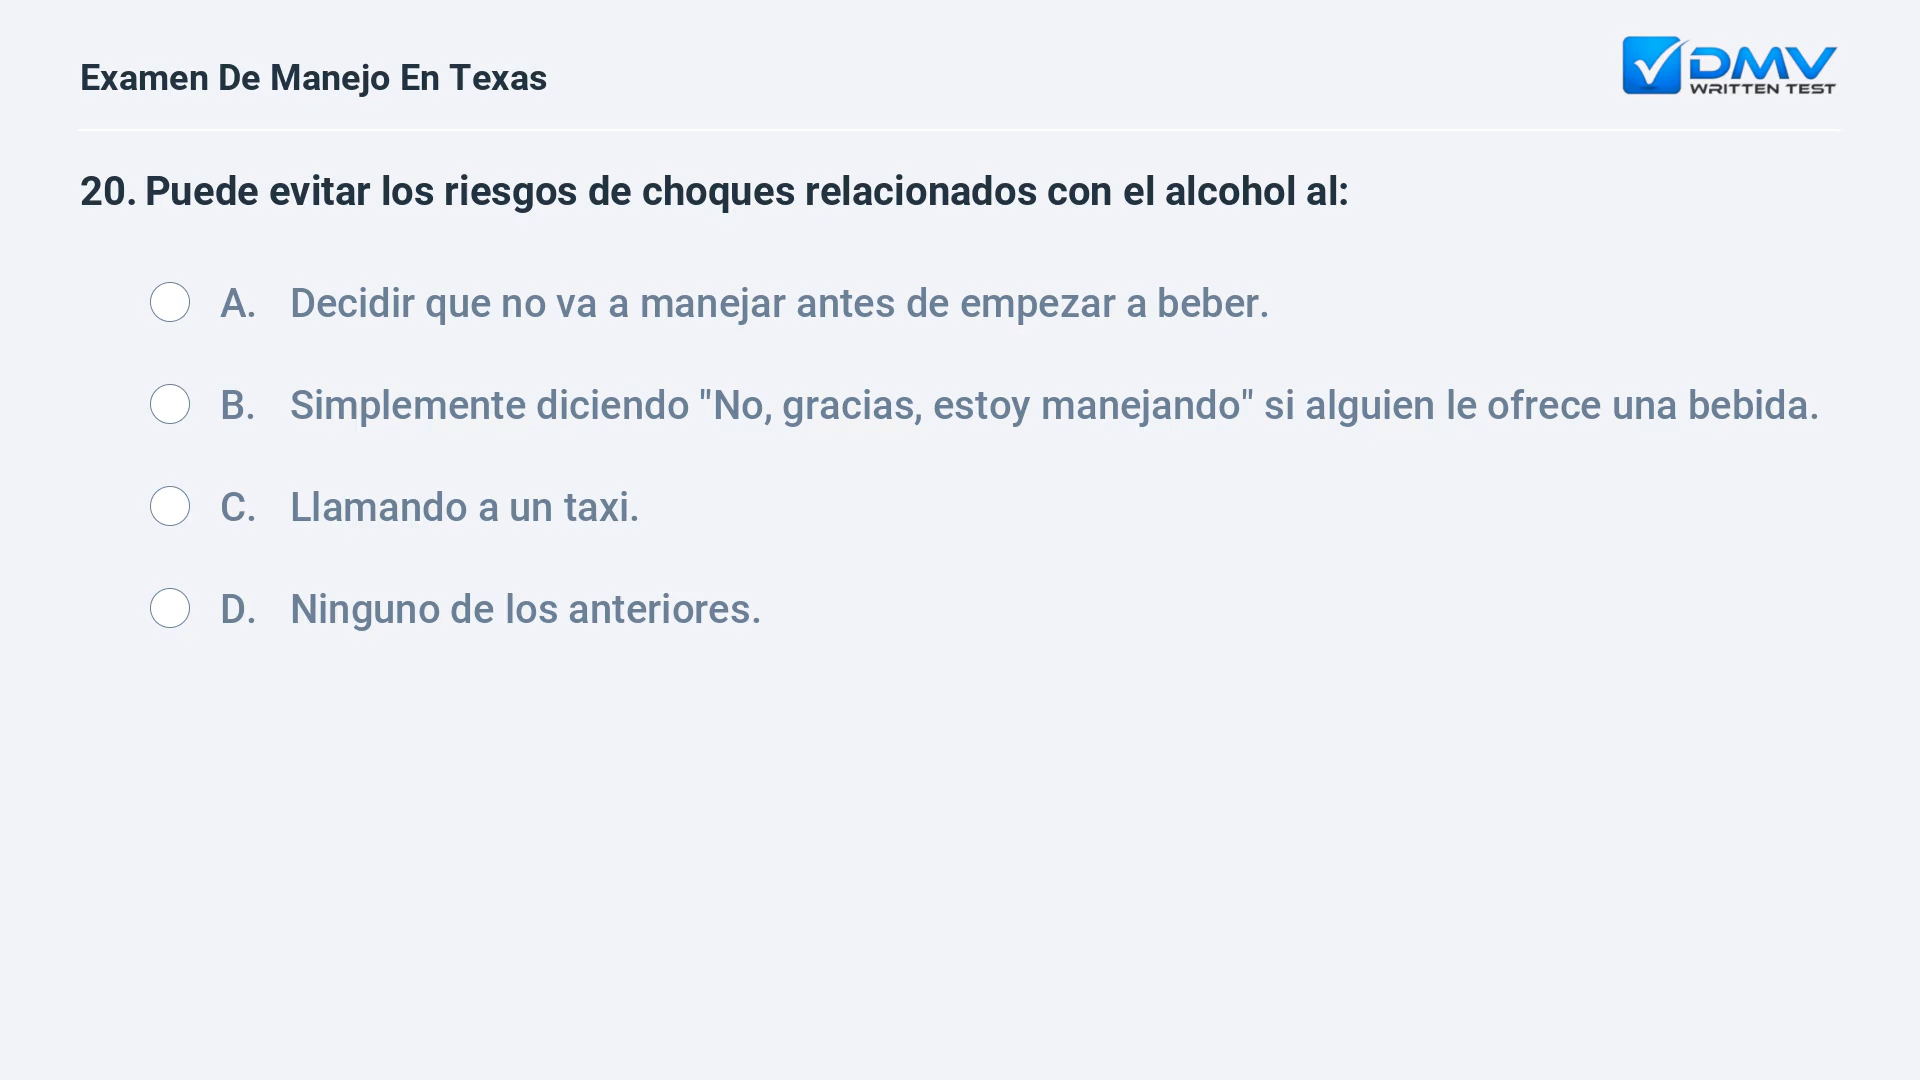 Examen De Manejo En Texas
DMV
WRITTEN TEST
20. Puede evitar los riesgos de choques relacionados con el alcohol al:
A. Decidir que no va a manejar antes de empezar a beber.
B. Simplemente diciendo "No, gracias, estoy manejando" si alguien le ofrece una bebida.
C. Llamando a un taxi.
D. Ninguno de los anteriores.